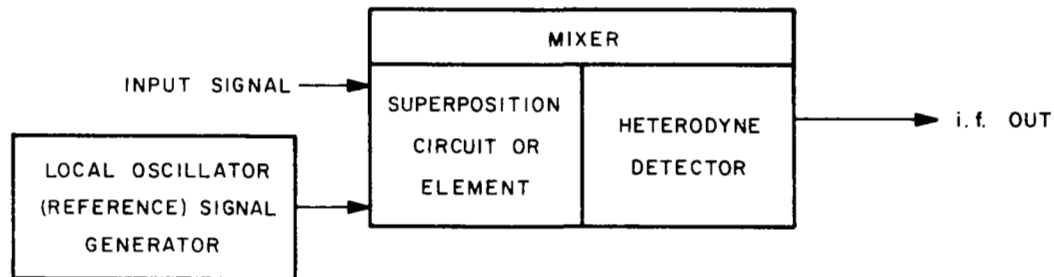 MIXER
INPUT SIGNAL
SUPERPOSITION
CIRCUIT OR
ELEMENT
HETERODYNE
DETECTOR
i.f. OUT
LOCAL OSCILLATOR
(REFERENCE) SIGNAL
GENERATOR